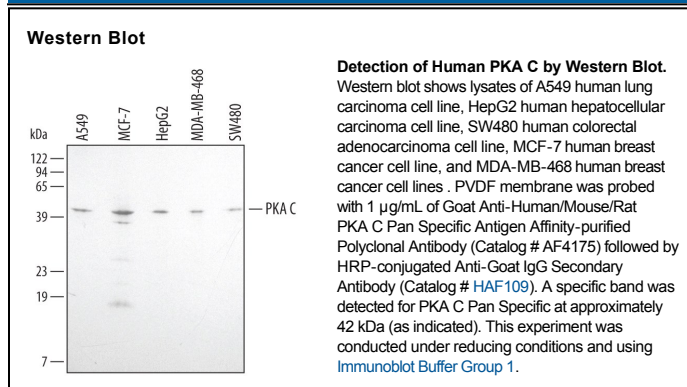 Western Blot
kDa
A549
MCF-7
HepG2
MDA-MB-468
SW480
122
94
65
39
23
19
7
PKA C
Detection of Human PKA C by Western Blot.
Western blot shows lysates of A549 human lung
carcinoma cell line, HepG2 human hepatocellular
carcinoma cell line, SW480 human colorectal
adenocarcinoma cell line, MCF-7 human breast
cancer cell line, and MDA-MB-468 human breast
cancer cell lines . PVDF membrane was probed
with 1 µg/mL of Goat Anti-Human/Mouse/Rat
PKA C Pan Specific Antigen Affinity-purified
Polyclonal Antibody (Catalog # AF4175) followed by
HRP-conjugated Anti-Goat IgG Secondary
Antibody (Catalog # HAF109). A specific band was
detected for PKA C Pan Specific at approximately
42 kDa (as indicated). This experiment was
conducted under reducing conditions and using
Immunoblot Buffer Group 1.